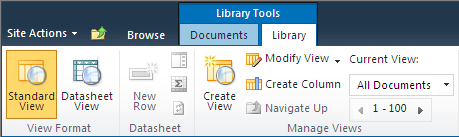 Library Tools
Site Actions Browse Documents Library
Standard View
Datasheet View
New Row
Create View
Modify View
Create Column
Navigate Up
Current View:
All Documents
1 - 100
View Format
Datasheet
Manage Views